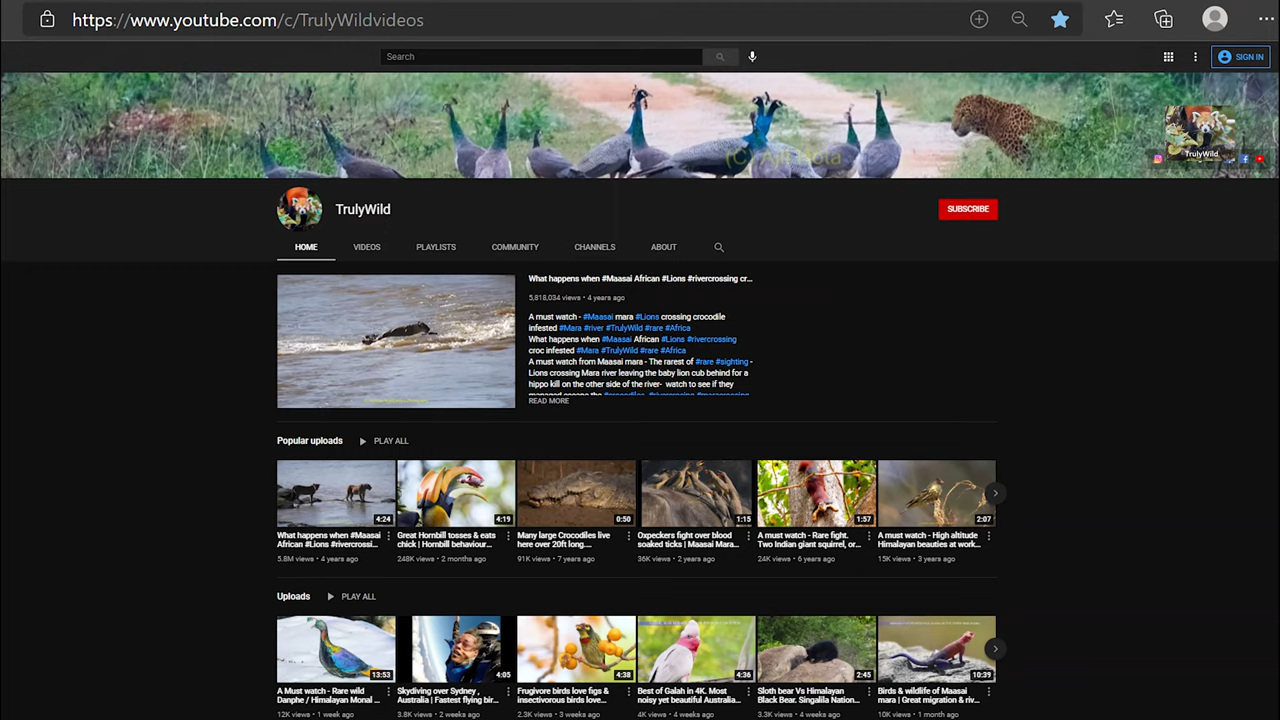 https://www.youtube.com/c/TrulyWildvideos
Search
SIGN IN
(C) Ajit Hota
TrulyWild
TrulyWild
SUBSCRIBE
HOME VIDEOS PLAYLISTS COMMUNITY CHANNELS ABOUT
What happens when #Maasai African #Lions #rivercrossing cr...
5,818,034 views • 4 years ago
A must watch - #Maasai mara #Lions crossing crocodile
infested #Mara #river #TrulyWild #rare #Africa
What happens when #Maasai African #Lions #rivercrossing
croc infested #Mara #TrulyWild #rare #Africa
A must watch from Maasai mara - The rarest of #rare #sighting -
Lions crossing Mara river leaving the baby lion cub behind for a
hippo kill on the other side of the river- watch to see if they
managed escape the #crocodiles #rivercrossing #maracrossing
READ MORE
Popular uploads PLAY ALL
4:24 4:19 0:50 1:15 1:57 2:07
What happens when #Maasai Great Hornbill tosses & eats Many large Crocodiles live Oxpeckers fight over blood A must watch - Rare fight. A must watch - High altitude
African #Lions #rivercrossi... chick | Hornbill behaviour... here over 20ft long.... soaked ticks | Maasai Mara... Two Indian giant squirrel, or... Himalayan beauties at work...
5.8M views • 4 years ago 248K views • 2 months ago 91K views • 7 years ago 36K views • 2 years ago 24K views • 6 years ago 15K views • 3 years ago
Uploads PLAY ALL
13:53 4:05 4:38 4:36 2:45 10:39
A Must watch - Rare wild Skydiving over Sydney , Frugivore birds love figs & Best of Galah in 4K. Most Sloth bear Vs Himalayan Birds & wildlife of Maasai
Danphe / Himalayan Monal ... Australia | Fastest flying bir... insectivorous birds love... noisy yet beautiful Australia... Black Bear. Singalila Nation... mara | Great migration & riv...
12K views • 1 week ago 3.8K views • 2 weeks ago 2.3K views • 3 weeks ago 4K views • 4 weeks ago 3.3K views • 4 weeks ago 10K views • 1 month ago